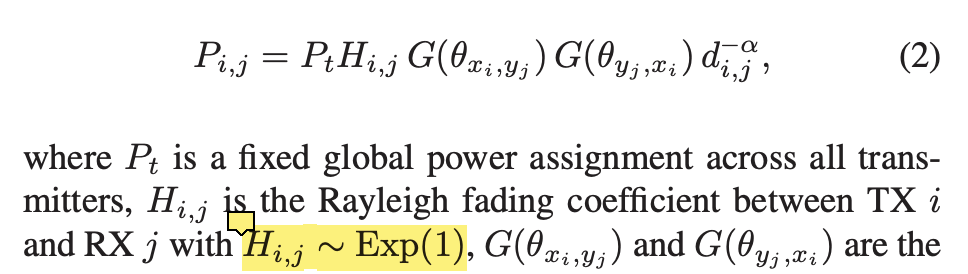 P_{i,j} = P_t H_{i,j} G(θ_{x_i,y_j}) G(θ_{y_j,x_i}) d_{i,j}^{-α}, (2)
where P_t is a fixed global power assignment across all trans-
mitters, H_{i,j} is the Rayleigh fading coefficient between TX i
and RX j with H_{i,j} ∼ Exp(1), G(θ_{x_i,y_j}) and G(θ_{y_j,x_i}) are the